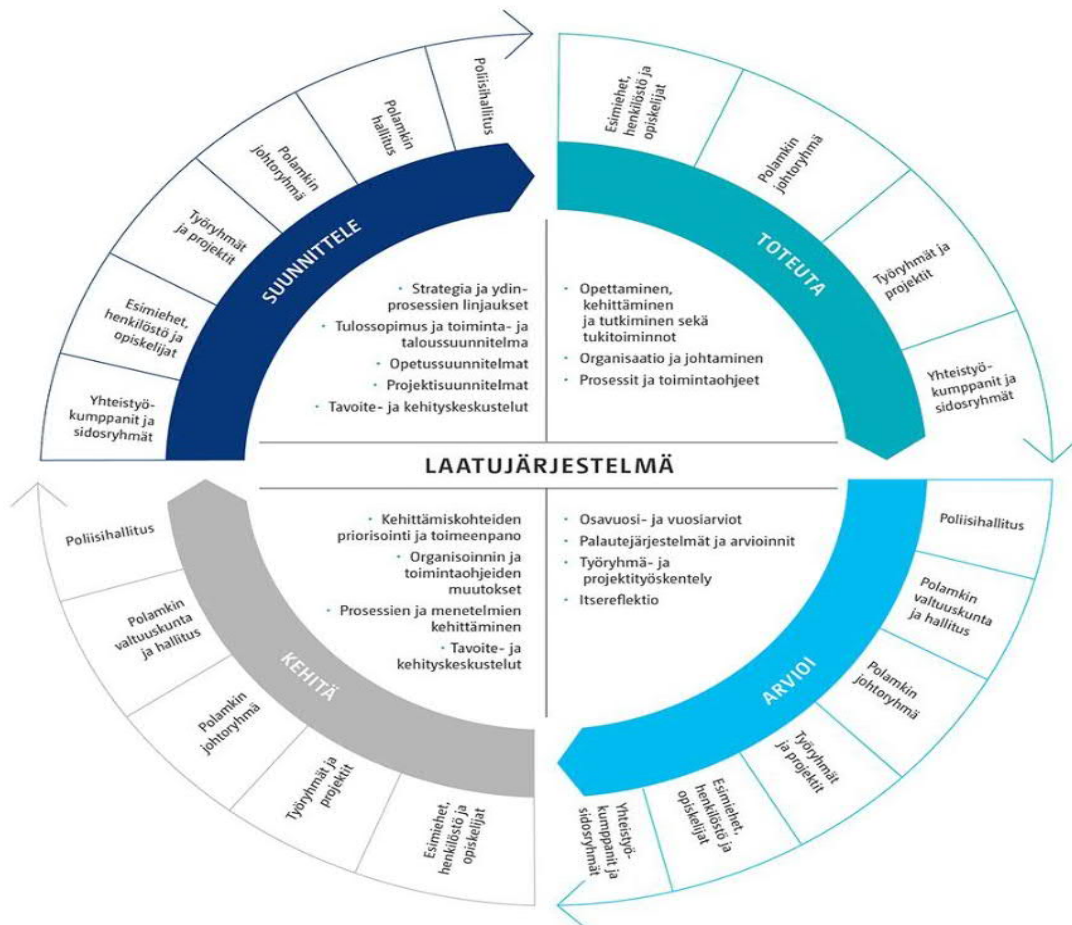 Yhteistyö-
kumppanit ja
sidosryhmät
Esimiehet,
henkilöstö ja
opiskelijat
Työryhmät
ja projektit
Polamkin
johtoryhmä
Polamkin
hallitus
Poliisihallitus
SUUNNITTELE
• Strategia ja ydin-
prosessien linjaukset
• Tulossopimus ja toiminta- ja
taloussuunnitelma
• Opetussuunnitelmat
• Projektisuunnitelmat
• Tavoite- ja kehityskeskustelut
Esimiehet,
henkilöstö ja
opiskelijat
Polamkin
johtoryhmä
Työryhmät ja
projektit
Yhteistyö-
kumppanit ja
sidosryhmät
TOTEUTA
• Opettaminen,
kehittäminen
ja tutkiminen sekä
tukitoiminnot
• Organisaatio ja johtaminen
• Prosessit ja toimintaohjeet
LAATUJÄRJESTELMÄ
• Osavuosi- ja vuosiarviot
• Palautejärjestelmät ja arvioinnit
• Työryhmä- ja
projektityöskentely
• Itsereflektio
ARVIOI
Poliisihallitus
Polamkin
valtuuskunta
ja hallitus
Polamkin
johtoryhmä
Työryhmät
ja projektit
Esimiehet,
henkilöstö ja
opiskelijat
Yhteistyö-
kumppanit ja
sidosryhmät
• Kehittämiskohteiden
priorisointi ja toimeenpano
• Organisoinnin ja
toimintaohjeiden
muutokset
• Prosessien ja menetelmien
kehittäminen
• Tavoite- ja
kehityskeskustelut
KEHITÄ
Esimiehet,
henkilöstö ja
opiskelijat
Työryhmät ja
projektit
Polamkin
johtoryhmä
Polamkin
valtuuskunta
ja hallitus
Poliisihallitus